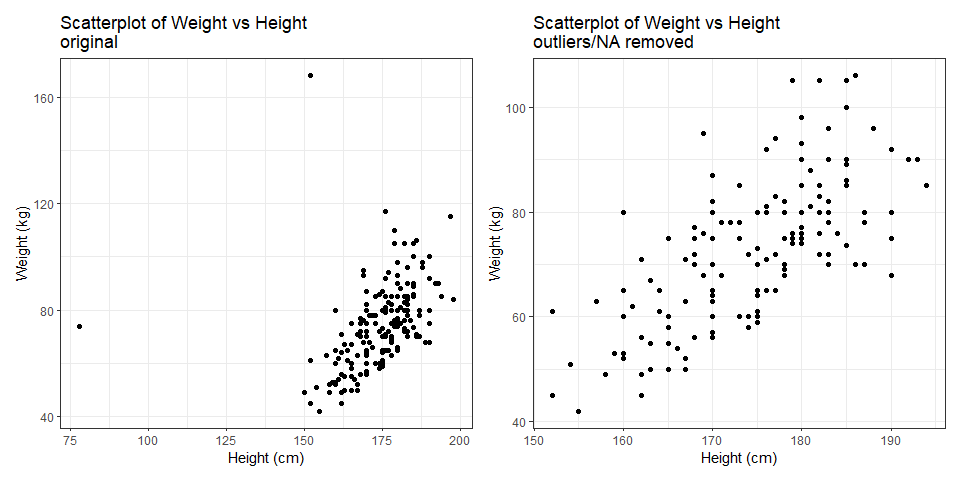 Scatterplot of Weight vs Height
original
160
120
80
40
Weight (kg)
75
100
125
150
175
200
Height (cm)
Scatterplot of Weight vs Height
outliers/NA removed
100
80
60
40
Weight (kg)
150
160
170
180
190
Height (cm)